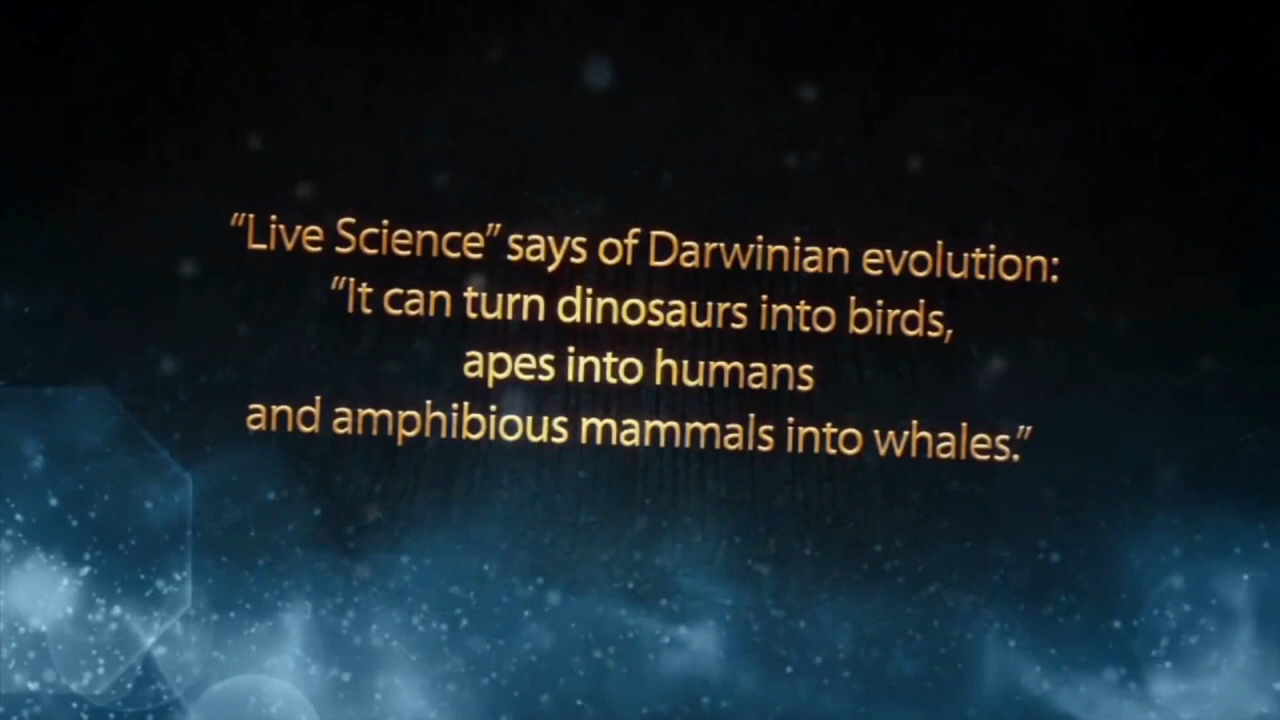 “Live Science” says of Darwinian evolution:
“It can turn dinosaurs into birds,
apes into humans
and amphibious mammals into whales.”